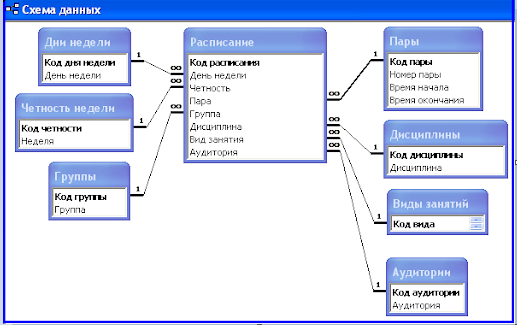 Схема данных
Дни недели
Код дня недели
День недели
1
Четность недели
Код четности
Неделя
1
Группы
Код группы
Группа
1
Расписание
Код расписания
День недели
Четность
Пара
Группа
Дисциплина
Вид занятия
Аудитория
∞
∞
∞
∞
∞
∞
∞
Пары
Код пары
Номер пары
Время начала
Время окончания
1
Дисциплины
Код дисциплины
Дисциплина
1
Виды занятий
Код вида
1
Аудитории
Код аудитории
Аудитория
1